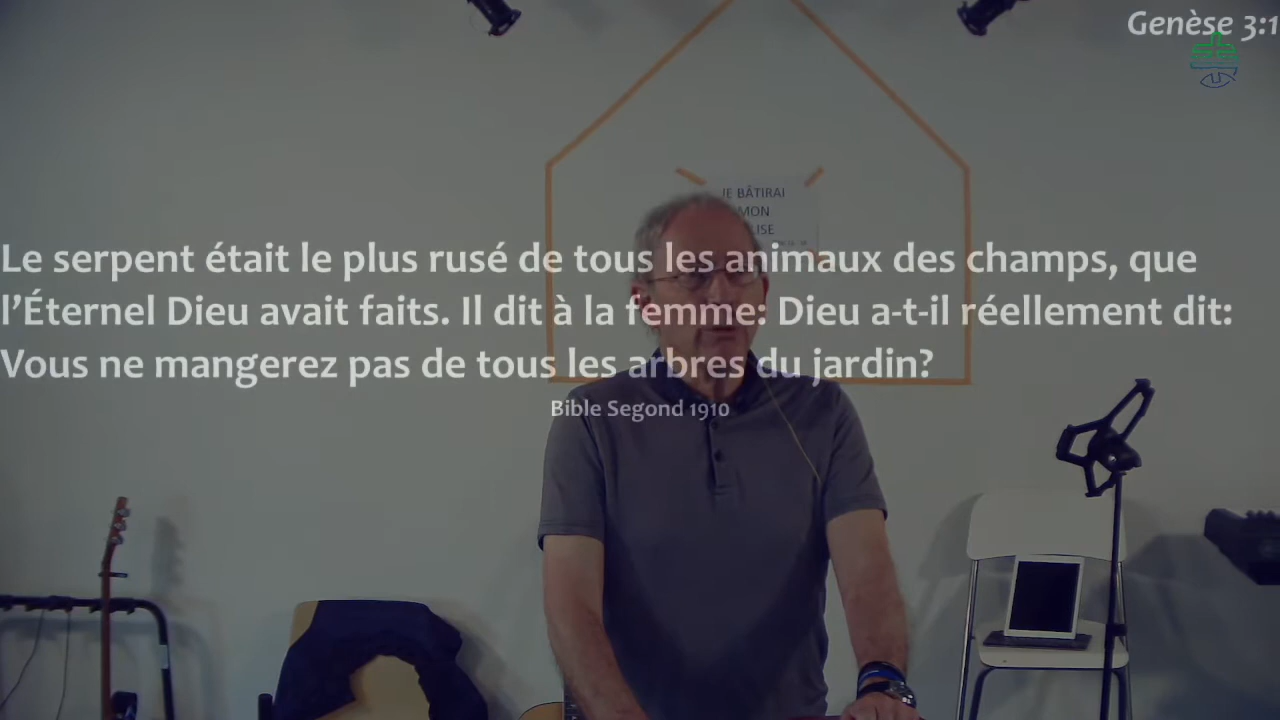 Genèse 3:1
JE BÂTIRAI
MON
Le serpent était le plus rusé de tous les animaux des champs, que
l’Éternel Dieu avait faits. Il dit à la femme: Dieu a-t-il réellement dit:
Vous ne mangerez pas de tous les arbres du jardin?
Bible Segond 1910